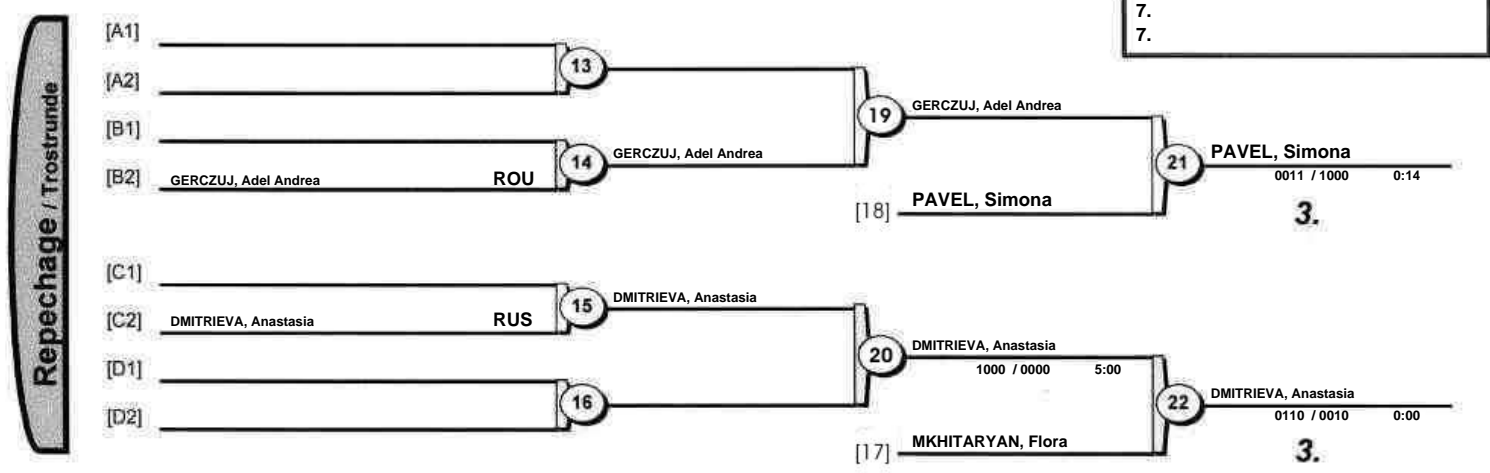 7.
7.
Repechage / Trostrunde
[A1]
13
[A2]
19
GERCZUJ, Adel Andrea
[B1]
14
GERCZUJ, Adel Andrea
21
PAVEL, Simona
[B2]
GERCZUJ, Adel Andrea ROU
0011 / 1000 0:14
[18]
PAVEL, Simona
3.
[C1]
15
DMITRIEVA, Anastasia
[C2]
DMITRIEVA, Anastasia RUS
20
DMITRIEVA, Anastasia
1000 / 0000 5:00
[D1]
16
22
DMITRIEVA, Anastasia
[D2]
0110 / 0010 0:00
[17]
MKHITARYAN, Flora
3.